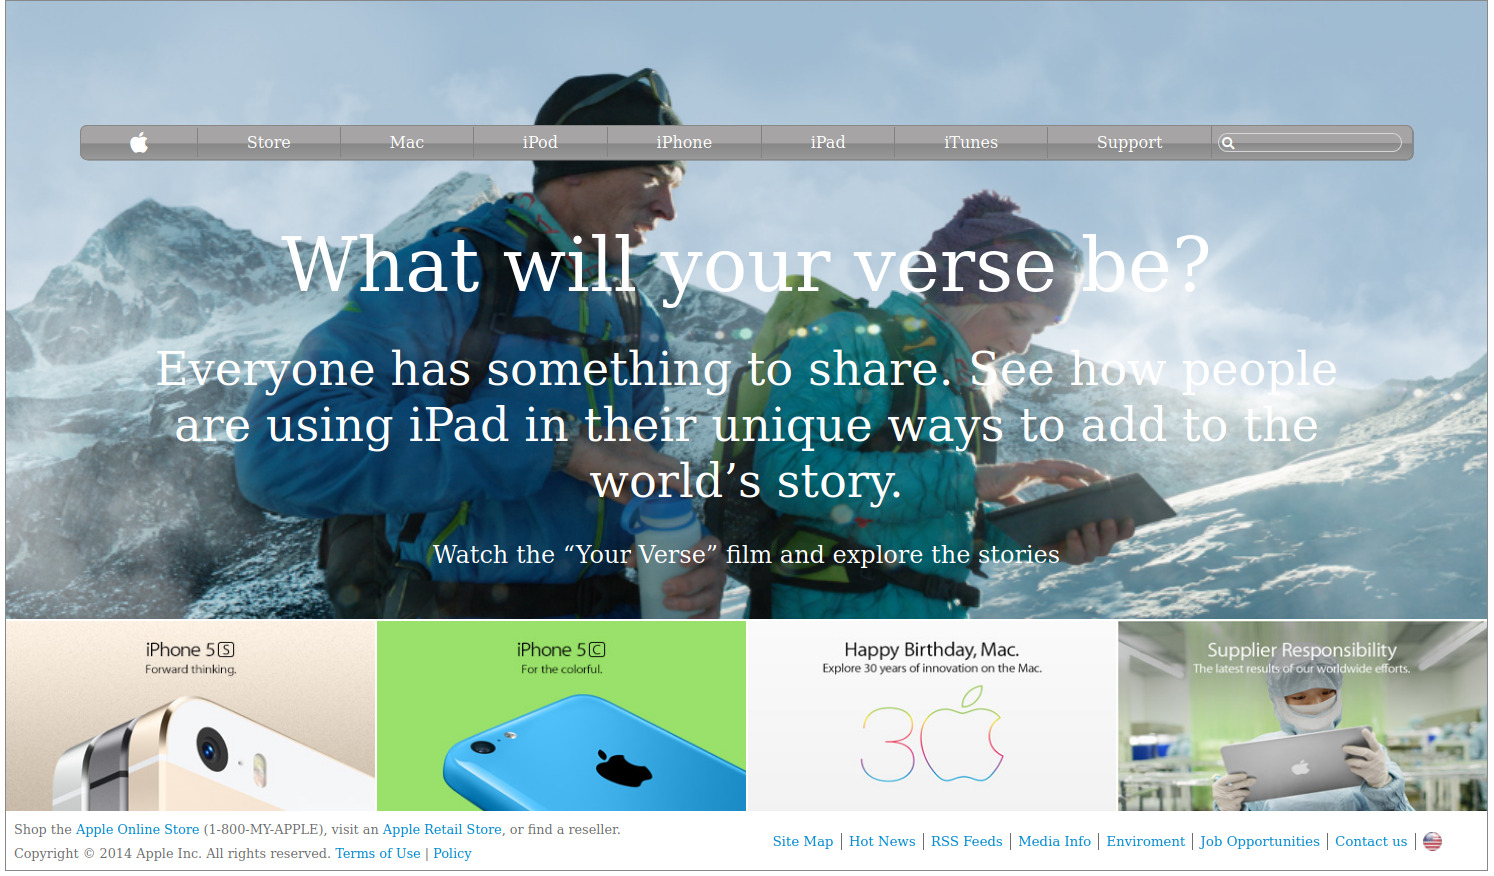 Store Mac iPod iPhone iPad iTunes Support
What will your verse be?
Everyone has something to share. See how people
are using iPad in their unique ways to add to the
world’s story.
Watch the “Your Verse” film and explore the stories
iPhone 5 S
Forward thinking.
iPhone 5 C
For the colorful.
Happy Birthday, Mac.
Explore 30 years of innovation on the Mac.
30
Supplier Responsibility
The latest results of our worldwide efforts.
Shop the Apple Online Store (1-800-MY-APPLE), visit an Apple Retail Store, or find a reseller.
Copyright © 2014 Apple Inc. All rights reserved. Terms of Use | Policy
Site Map | Hot News | RSS Feeds | Media Info | Enviroment | Job Opportunities | Contact us |